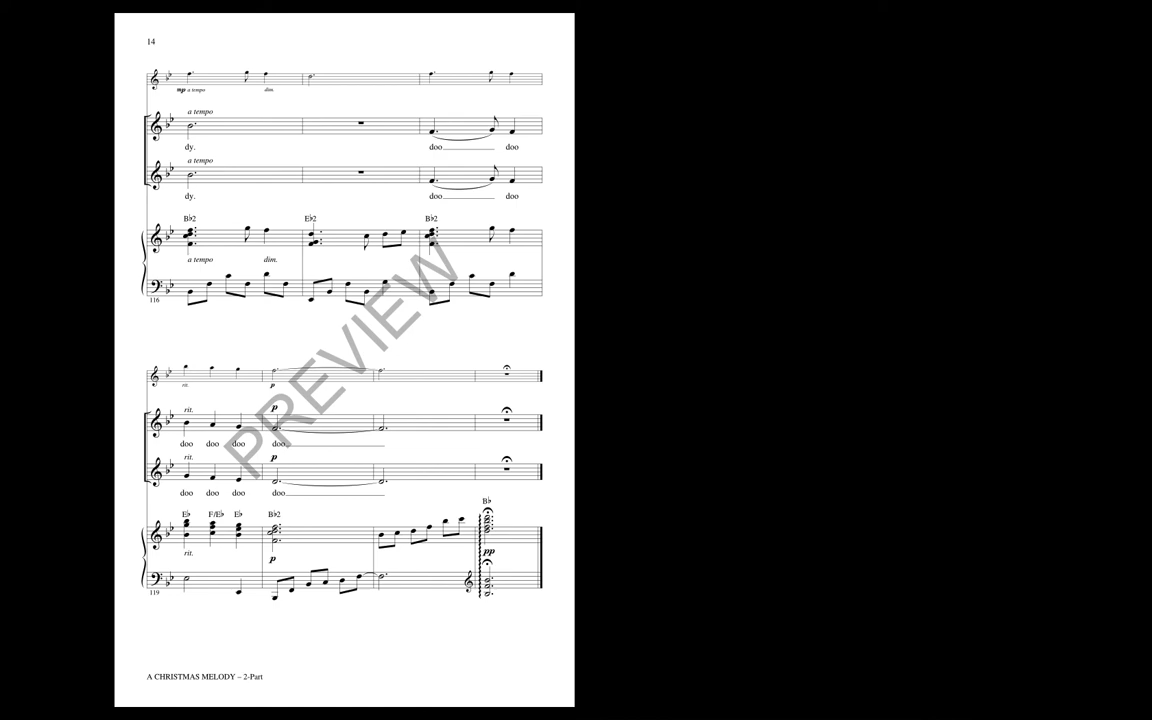 14
mp a tempo dim.
a tempo
dy. doo doo
a tempo
dy. doo doo
B♭2 E♭2 B♭2
a tempo dim.
116
PREVIEW
rit. p
rit. p
doo doo doo doo
rit. p
doo doo doo doo
B♭
E♭ F/E♭ E♭ B♭2
rit. p pp
119
A CHRISTMAS MELODY – 2-Part